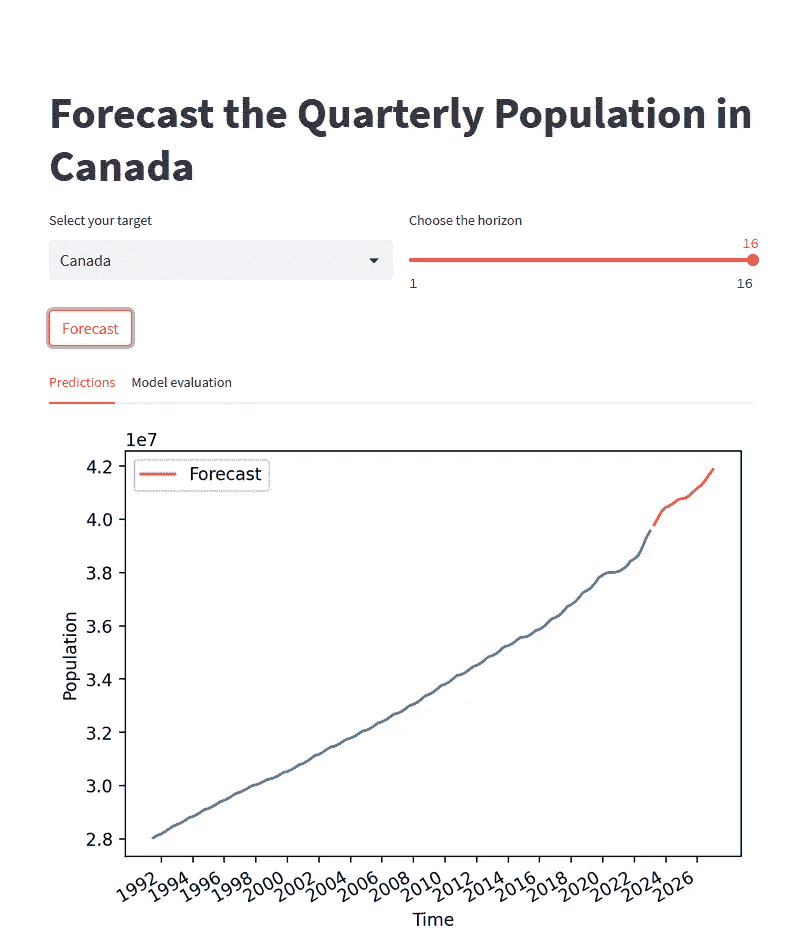 Forecast the Quarterly Population in
Canada
Select your target
Choose the horizon
16
Canada
1
16
Forecast
Predictions
Model evaluation
1e7
4.2
Forecast
4.0
3.8
3.6
3.4
3.2
3.0
2.8
Population
1992
1994
1996
1998
2000
2002
2004
2006
2008
2010
2012
2014
2016
2018
2020
2022
2024
2026
Time